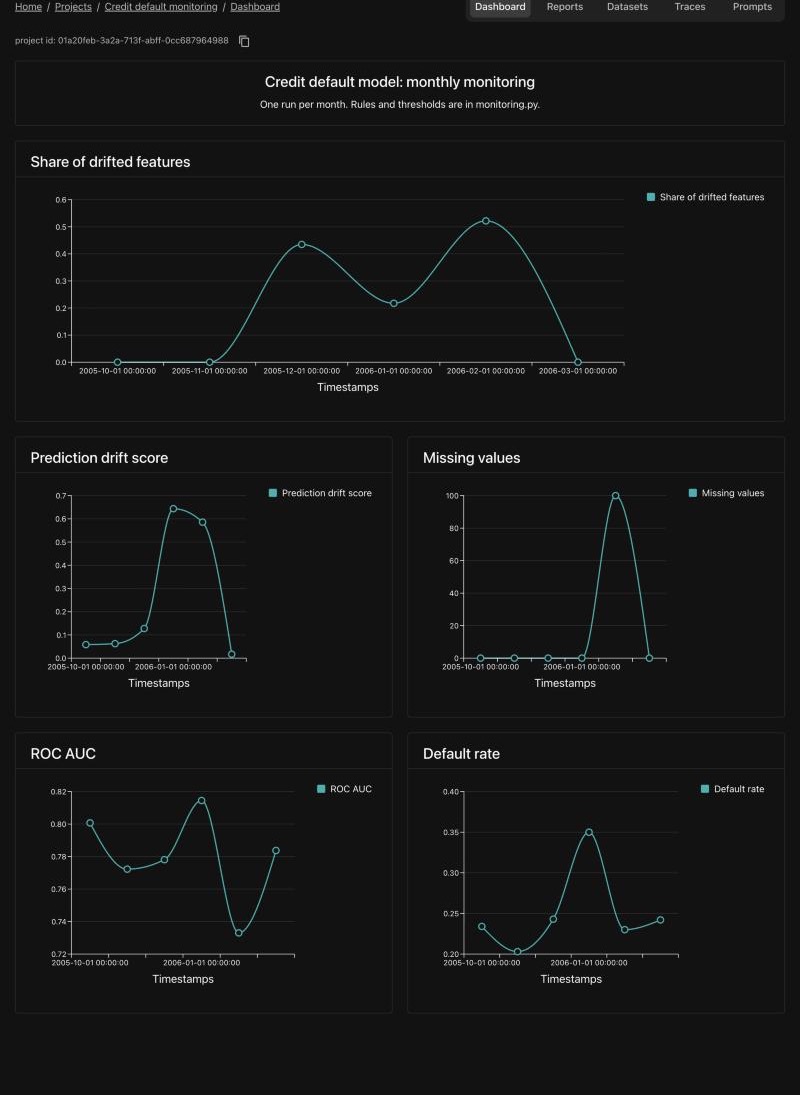 Home / Projects / Credit default monitoring / Dashboard
Dashboard Reports Datasets Traces Prompts
project id: 01a20feb-3a2a-713f-abff-0cc687964988
Credit default model: monthly monitoring
One run per month. Rules and thresholds are in monitoring.py.
Share of drifted features
Share of drifted features
0.6
0.5
0.4
0.3
0.2
0.1
0.0
2005-10-01 00:00:00 2005-11-01 00:00:00 2005-12-01 00:00:00 2006-01-01 00:00:00 2006-02-01 00:00:00 2006-03-01 00:00:00
Timestamps
Prediction drift score
Prediction drift score
0.7
0.6
0.5
0.4
0.3
0.2
0.1
0.0
2005-10-01 00:00:00 2006-01-01 00:00:00
Timestamps
Missing values
Missing values
100
80
60
40
20
0
2005-10-01 00:00:00 2006-01-01 00:00:00
Timestamps
ROC AUC
ROC AUC
0.82
0.80
0.78
0.76
0.74
0.72
2005-10-01 00:00:00 2006-01-01 00:00:00
Timestamps
Default rate
Default rate
0.40
0.35
0.30
0.25
0.20
2005-10-01 00:00:00 2006-01-01 00:00:00
Timestamps